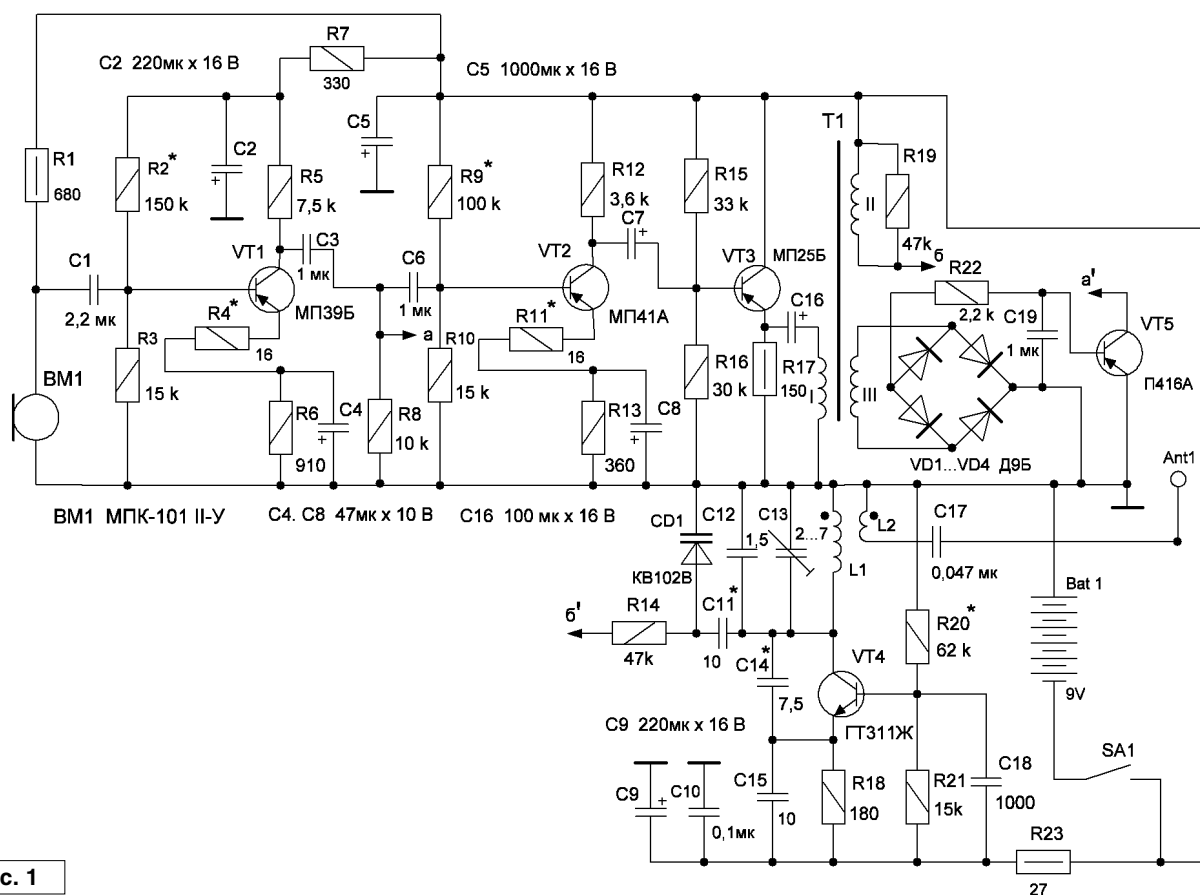 R7
C2 220мк x 16 В
330
C5 1000мк x 16 В
C5
+
T1
R1
680
R2*
150 k
C2
+
R5
7,5 k
R9*
100 k
R12
3,6 k
C7
+
R15
33 k
II
R19
47k
б
VT1
C3
1 мк
C6
1 мк
VT2
VT3
МП25Б
R22
2,2 k
a'
C1
2,2 мк
МП39Б
МП41А
C16
+
C19
1 мк
VT5
П416А
R4*
16
a
R11*
16
R3
15 k
R10
15 k
R16
30 k
R17
150
I
III
BM1
R6
910
C4
+
R8
10 k
R13
360
C8
+
VD1...VD4 Д9Б
Ant1
BM1 МПК-101 II-У
C4. C8 47мк x 10 В
C16 100 мк x 16 В
CD1
C12
1,5
C13
2...7
L1
L2
C17
0,047 мк
КВ102В
Bat 1
9V
б'
R14
47k
C11*
10
R20*
62 k
C14*
7,5
VT4
ГТ311Ж
C9 220мк x 16 В
SA1
C9
+
C10
0,1мк
C15
10
R18
180
R21
15k
C18
1000
R23
27
с. 1